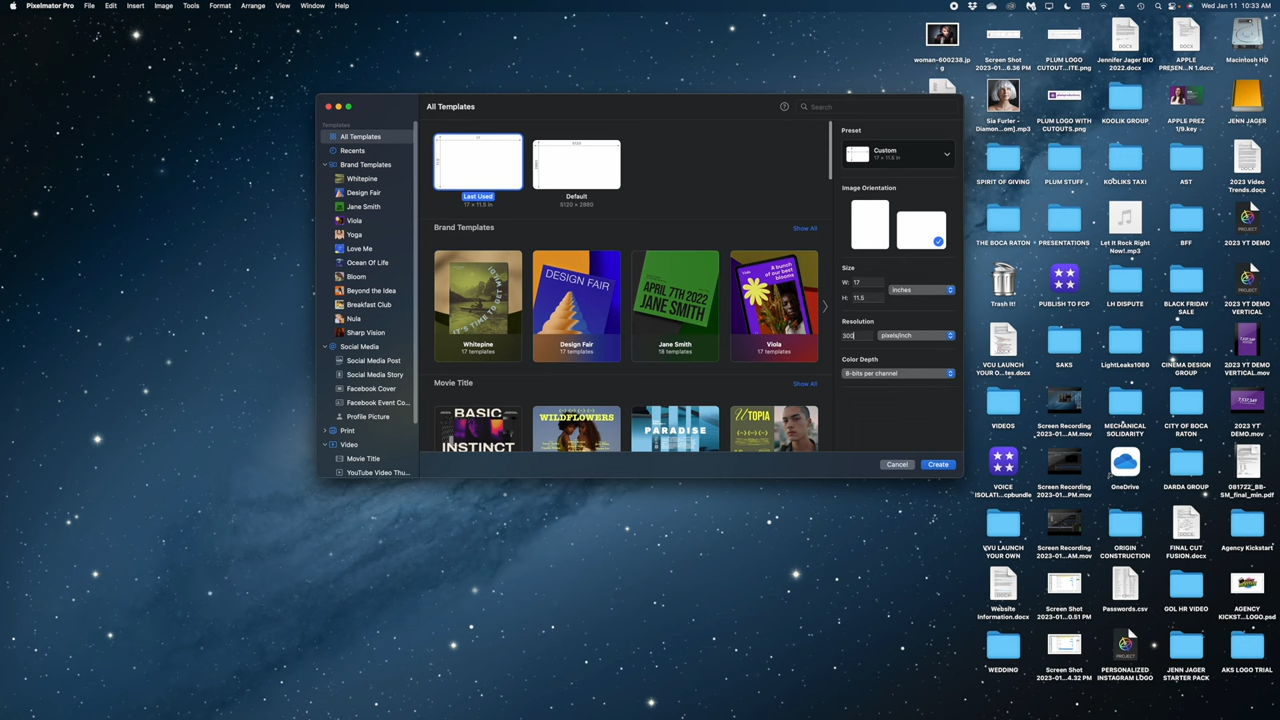 Pixelmator Pro File Edit Insert Image Tools Format Arrange View Window Help Wed Jan 11 10:33 AM
All Templates
Search
Templates
All Templates
Recents
Brand Templates
Whitepine
Design Fair
Jane Smith
Viola
Yoga
Love Me
Ocean Of Life
Bloom
Beyond the Idea
Breakfast Club
Nula
Sharp Vision
Social Media
Social Media Post
Social Media Story
Facebook Cover
Facebook Event Co...
Profile Picture
Print
Video
Movie Title
YouTube Video Thu...
Last Used
17 × 11.5 in
Default
5120 × 2880
Brand Templates
Show All
IT'S TIME TO BE WILD
Whitepine
17 templates
DESIGN FAIR
Design Fair
17 templates
APRIL 7TH 2022
JANE SMITH
Jane Smith
18 templates
A bunch
of our best
blooms
Viola
17 templates
Movie Title
Show All
BASIC
INSTINCT
WILDFLOWERS
PARADISE
UTOPIA
Preset
Custom
17 × 11.5 in
Image Orientation
Size
W: 17
H: 11.5
inches
Resolution
300
pixels/inch
Color Depth
8-bits per channel
Cancel
Create
woman-600238.jp
g
Screen Shot
2023-01...6.36 PM
PLUM LOGO
CUTOUT...ITE.png
Jennifer Jager BIO
2022.docx
APPLE
PRESEN...N 1.docx
Macintosh HD
Sia Furler -
Diamon...om].mp3
PLUM LOGO WITH
CUTOUTS.png
KOOLIK GROUP
APPLE PREZ
1/9.key
JENN JAGER
SPIRIT OF GIVING
PLUM STUFF
KOOLIKS TAXI
AST
2023 Video
Trends.docx
THE BOCA RATON
PRESENTATIONS
Let It Rock Right
Now!.mp3
BFF
2023 YT DEMO
Trash It!
PUBLISH TO FCP
LH DISPUTE
BLACK FRIDAY
SALE
2023 YT DEMO
VERTICAL
VCU LAUNCH
YOUR O...tes.docx
SAKS
LightLeaks1080
CINEMA DESIGN
GROUP
2023 YT DEMO
VERTICAL.mov
VIDEOS
Screen Recording
2023-01...AM.mov
MECHANICAL
SOLIDARITY
CITY OF BOCA
RATON
2023 YT
DEMO.mov
VOICE
ISOLATI...cpbundle
Screen Recording
2023-01...PM.mov
OneDrive
DARDA GROUP
081722_BB-
SM_final_min.pdf
VCU LAUNCH
YOUR OWN
Screen Recording
2023-01...AM.mov
ORIGIN
CONSTRUCTION
FINAL CUT
FUSION.docx
Agency Kickstart
Website
Information.docx
Screen Shot
2023-01...0.51 PM
Passwords.csv
GOL HR VIDEO
AGENCY
KICKST...LOGO.psd
WEDDING
Screen Shot
2023-01...4.32 PM
PERSONALIZED
INSTAGRAM LOGO
JENN JAGER
STARTER PACK
AKS LOGO TRIAL